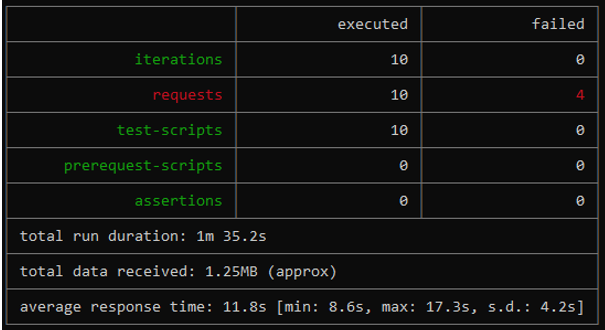 executed failed
iterations 10 0
requests 10 4
test-scripts 10 0
prerequest-scripts 0 0
assertions 0 0
total run duration: 1m 35.2s
total data received: 1.25MB (approx)
average response time: 11.8s [min: 8.6s, max: 17.3s, s.d.: 4.2s]